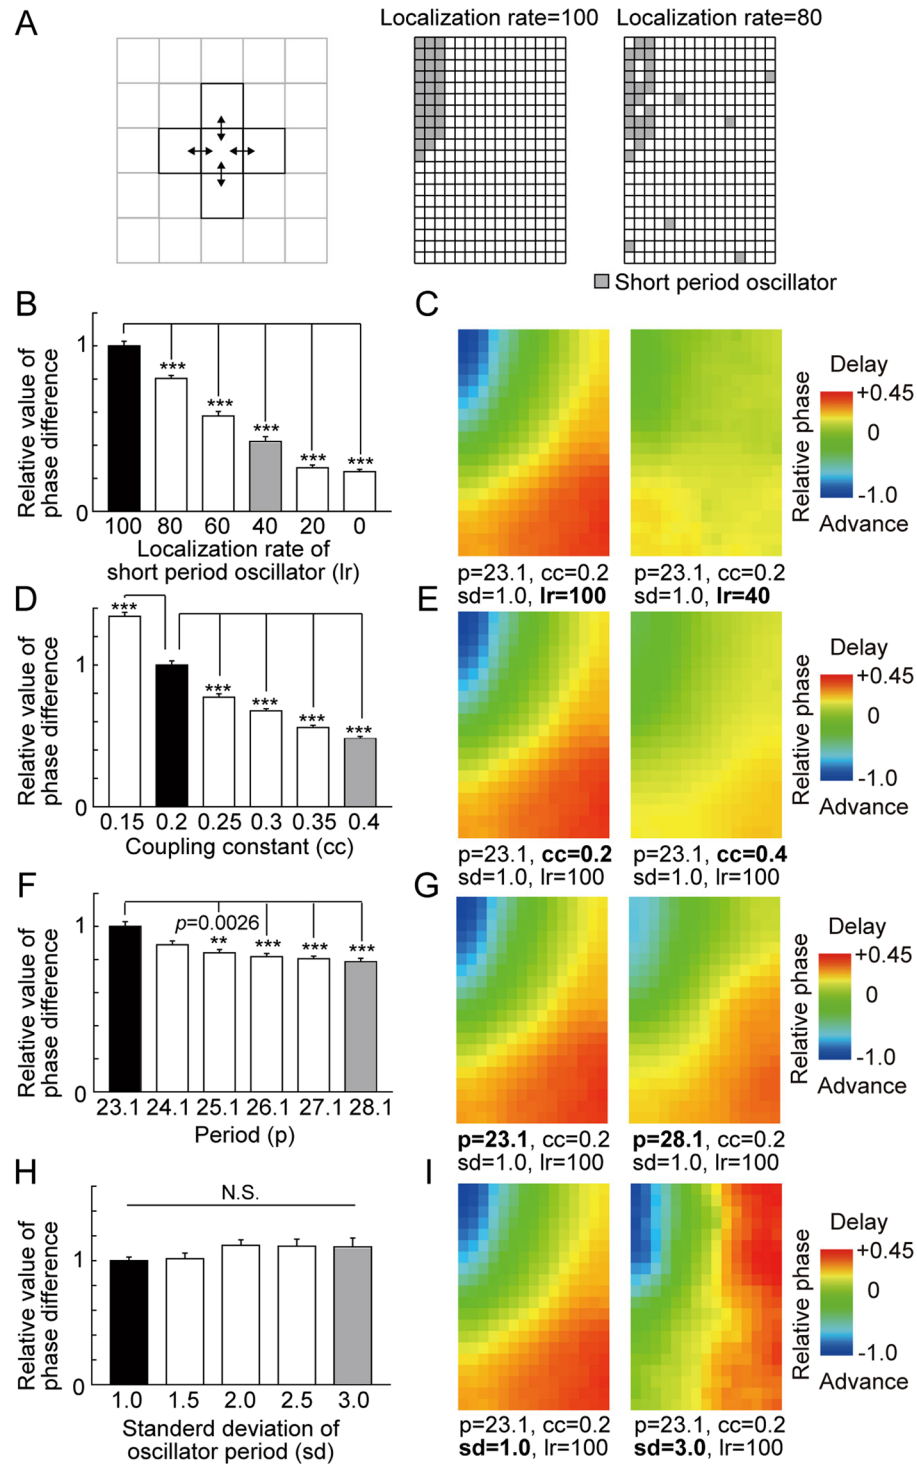 A
Localization rate=100
Localization rate=80
Short period oscillator
B
Relative value of
phase difference
1
0
***
***
***
***
***
100 80 60 40 20 0
Localization rate of
short period oscillator (lr)
C
p=23.1, cc=0.2
sd=1.0, lr=100
p=23.1, cc=0.2
sd=1.0, lr=40
Relative phase
Delay
+0.45
0
-1.0
Advance
D
Relative value of
phase difference
1
0
***
***
***
***
***
0.15 0.2 0.25 0.3 0.35 0.4
Coupling constant (cc)
E
p=23.1, cc=0.2
sd=1.0, lr=100
p=23.1, cc=0.4
sd=1.0, lr=100
Relative phase
Delay
+0.45
0
-1.0
Advance
F
Relative value of
phase difference
1
0
p=0.0026
**
***
***
***
23.1 24.1 25.1 26.1 27.1 28.1
Period (p)
G
p=23.1, cc=0.2
sd=1.0, lr=100
p=28.1, cc=0.2
sd=1.0, lr=100
Relative phase
Delay
+0.45
0
-1.0
Advance
H
Relative value of
phase difference
1
0
N.S.
1.0 1.5 2.0 2.5 3.0
Standerd deviation of
oscillator period (sd)
I
p=23.1, cc=0.2
sd=1.0, lr=100
p=23.1, cc=0.2
sd=3.0, lr=100
Relative phase
Delay
+0.45
0
-1.0
Advance